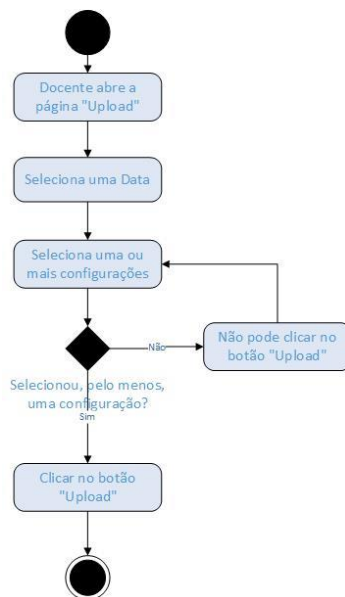 Docente abre a
página "Upload"
Seleciona uma Data
Seleciona uma ou
mais configurações
Não
Não pode clicar no
botão "Upload"
Selecionou, pelo menos,
uma configuração?
Sim
Clicar no botão
"Upload"